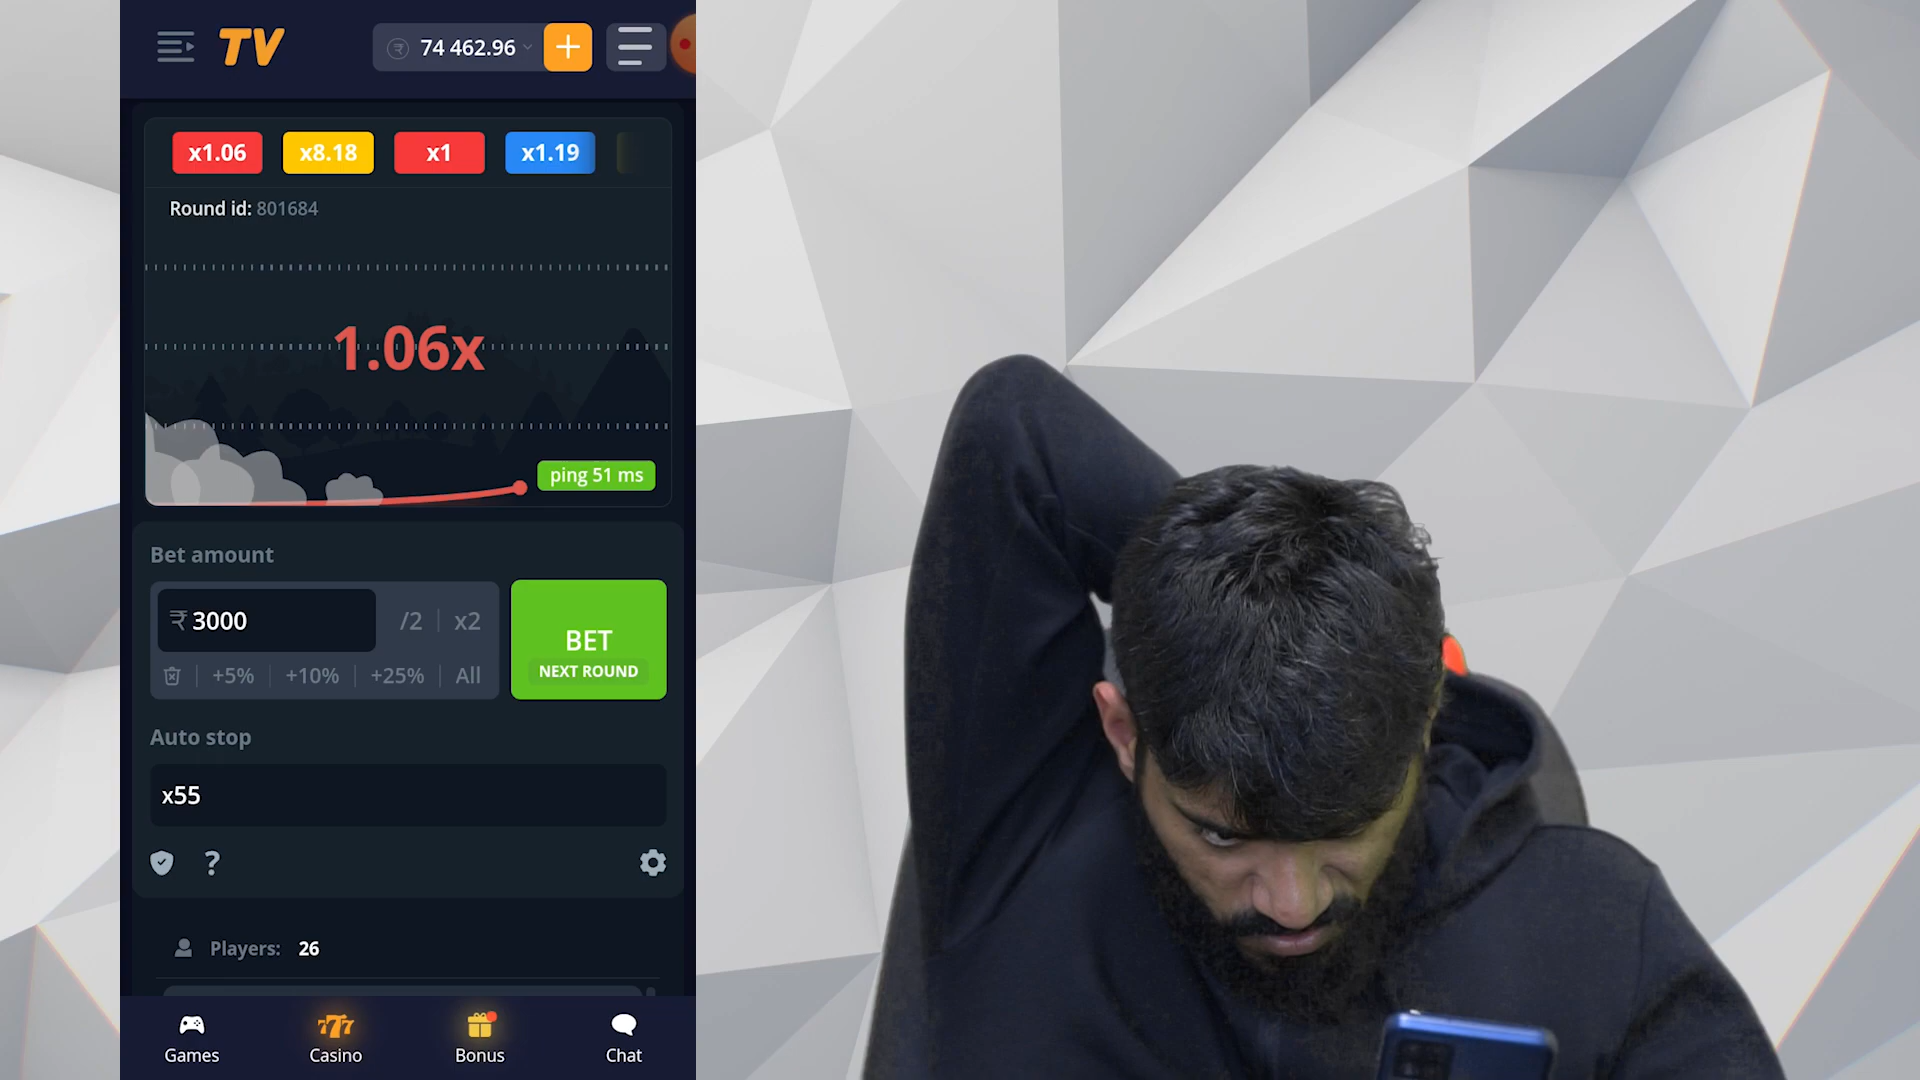 TV
₹ 74 462.96 +
x1.06 x8.18 x1 x1.19
Round id: 801684
1.06x
ping 51 ms
Bet amount
₹ 3000 /2 x2
+5% +10% +25% All
BET
NEXT ROUND
Auto stop
x55
?
Players: 26
777
Games Casino Bonus Chat